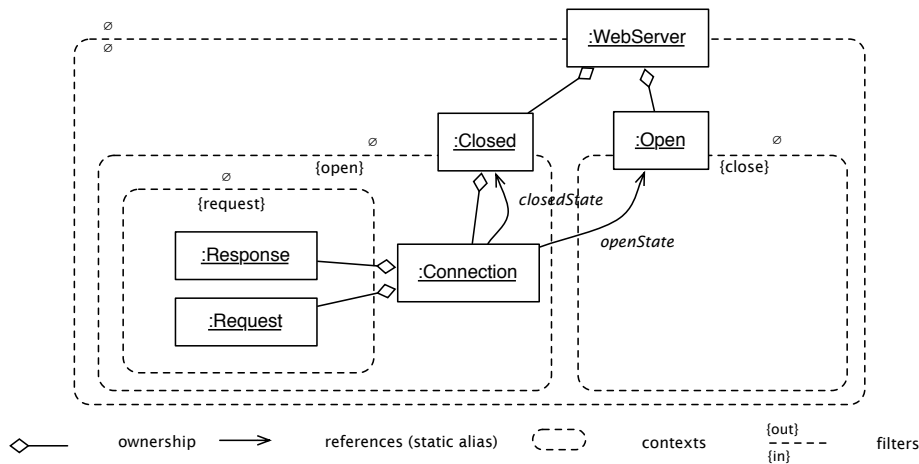 ∅
∅
:WebServer
:Closed
:Open
∅
∅
{open}
{close}
∅
{request}
closedState
openState
:Response
:Connection
:Request
ownership
references (static alias)
contexts
{out}
{in}
filters